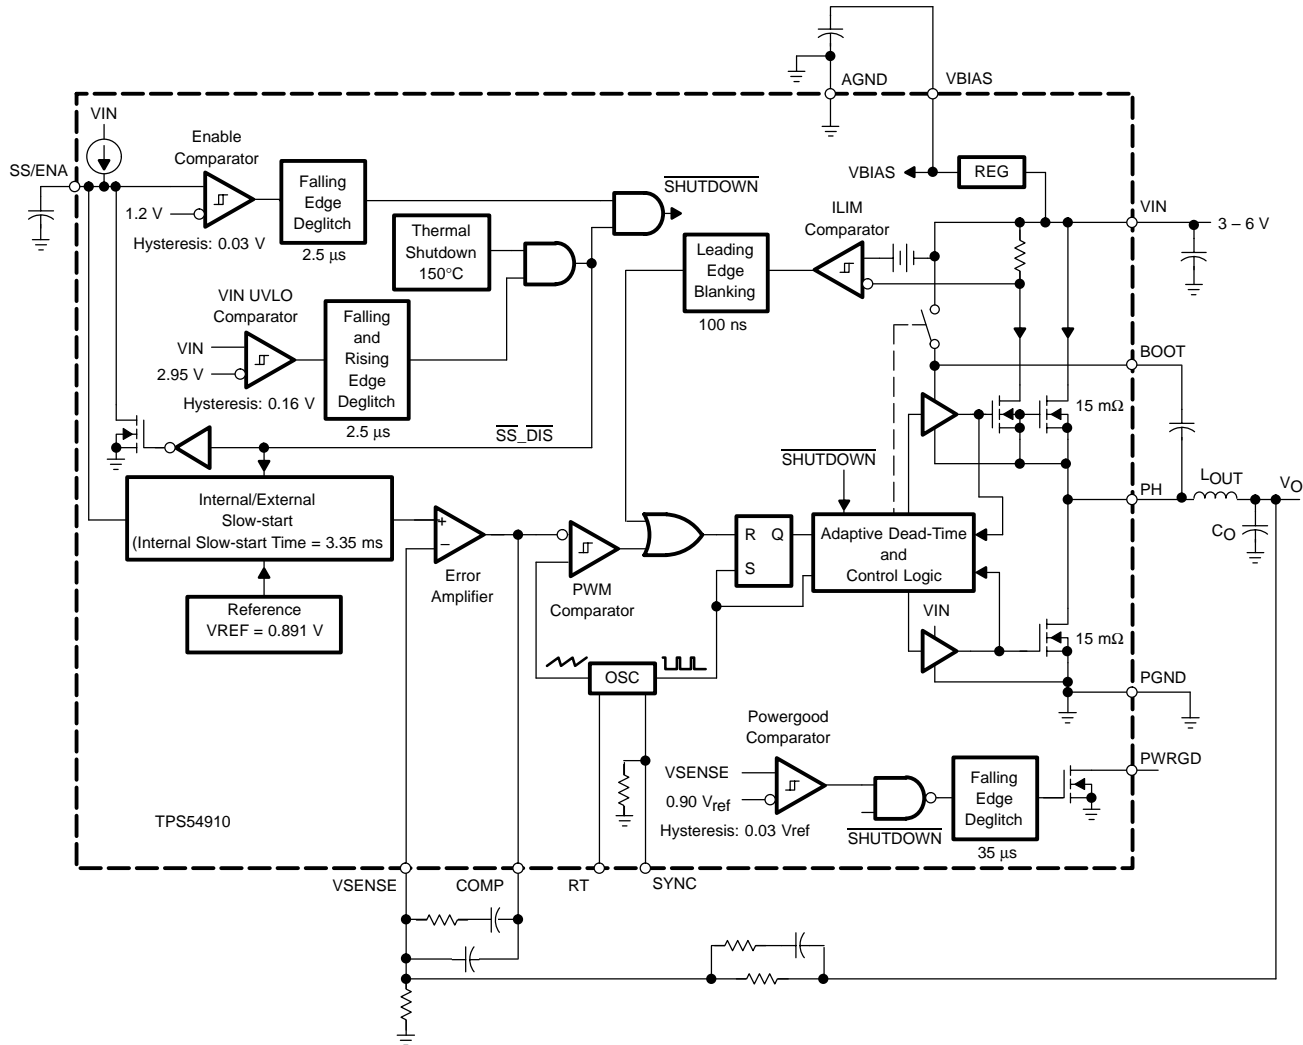 AGND
VBIAS
VIN
SS/ENA
Enable
Comparator
1.2 V
Hysteresis: 0.03 V
Falling
Edge
Deglitch
2.5 μs
SHUTDOWN
Thermal
Shutdown
150°C
VIN UVLO
Comparator
VIN
2.95 V
Hysteresis: 0.16 V
Falling
and
Rising
Edge
Deglitch
2.5 μs
SS_DIS
Leading
Edge
Blanking
100 ns
ILIM
Comparator
VBIAS
REG
VIN
3 – 6 V
BOOT
15 mΩ
PH
LOUT
VO
CO
Internal/External
Slow-start
(Internal Slow-start Time = 3.35 ms
Reference
VREF = 0.891 V
+
−
Error
Amplifier
PWM
Comparator
R Q
S
SHUTDOWN
Adaptive Dead-Time
and
Control Logic
VIN
15 mΩ
OSC
PGND
Powergood
Comparator
VSENSE
0.90 Vref
Hysteresis: 0.03 Vref
SHUTDOWN
Falling
Edge
Deglitch
35 μs
PWRGD
TPS54910
VSENSE
COMP
RT
SYNC